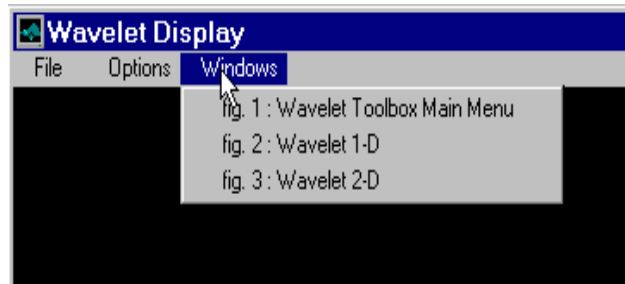 Wavelet Display
File Options Windows
fig. 1 : Wavelet Toolbox Main Menu
fig. 2 : Wavelet 1-D
fig. 3 : Wavelet 2-D